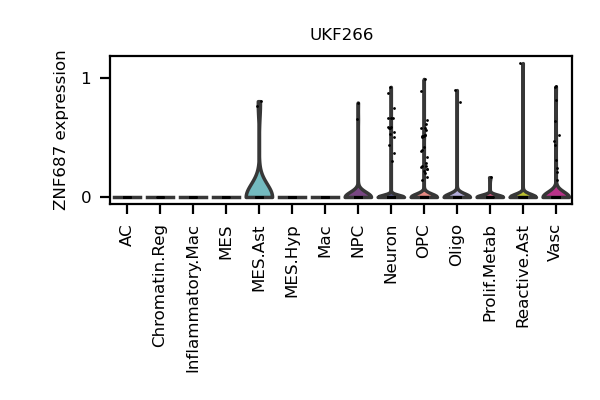 UKF266
ZNF687 expression
1
0
AC
Chromatin.Reg
Inflammatory.Mac
MES
MES.Ast
MES.Hyp
Mac
NPC
Neuron
OPC
Oligo
Prolif.Metab
Reactive.Ast
Vasc